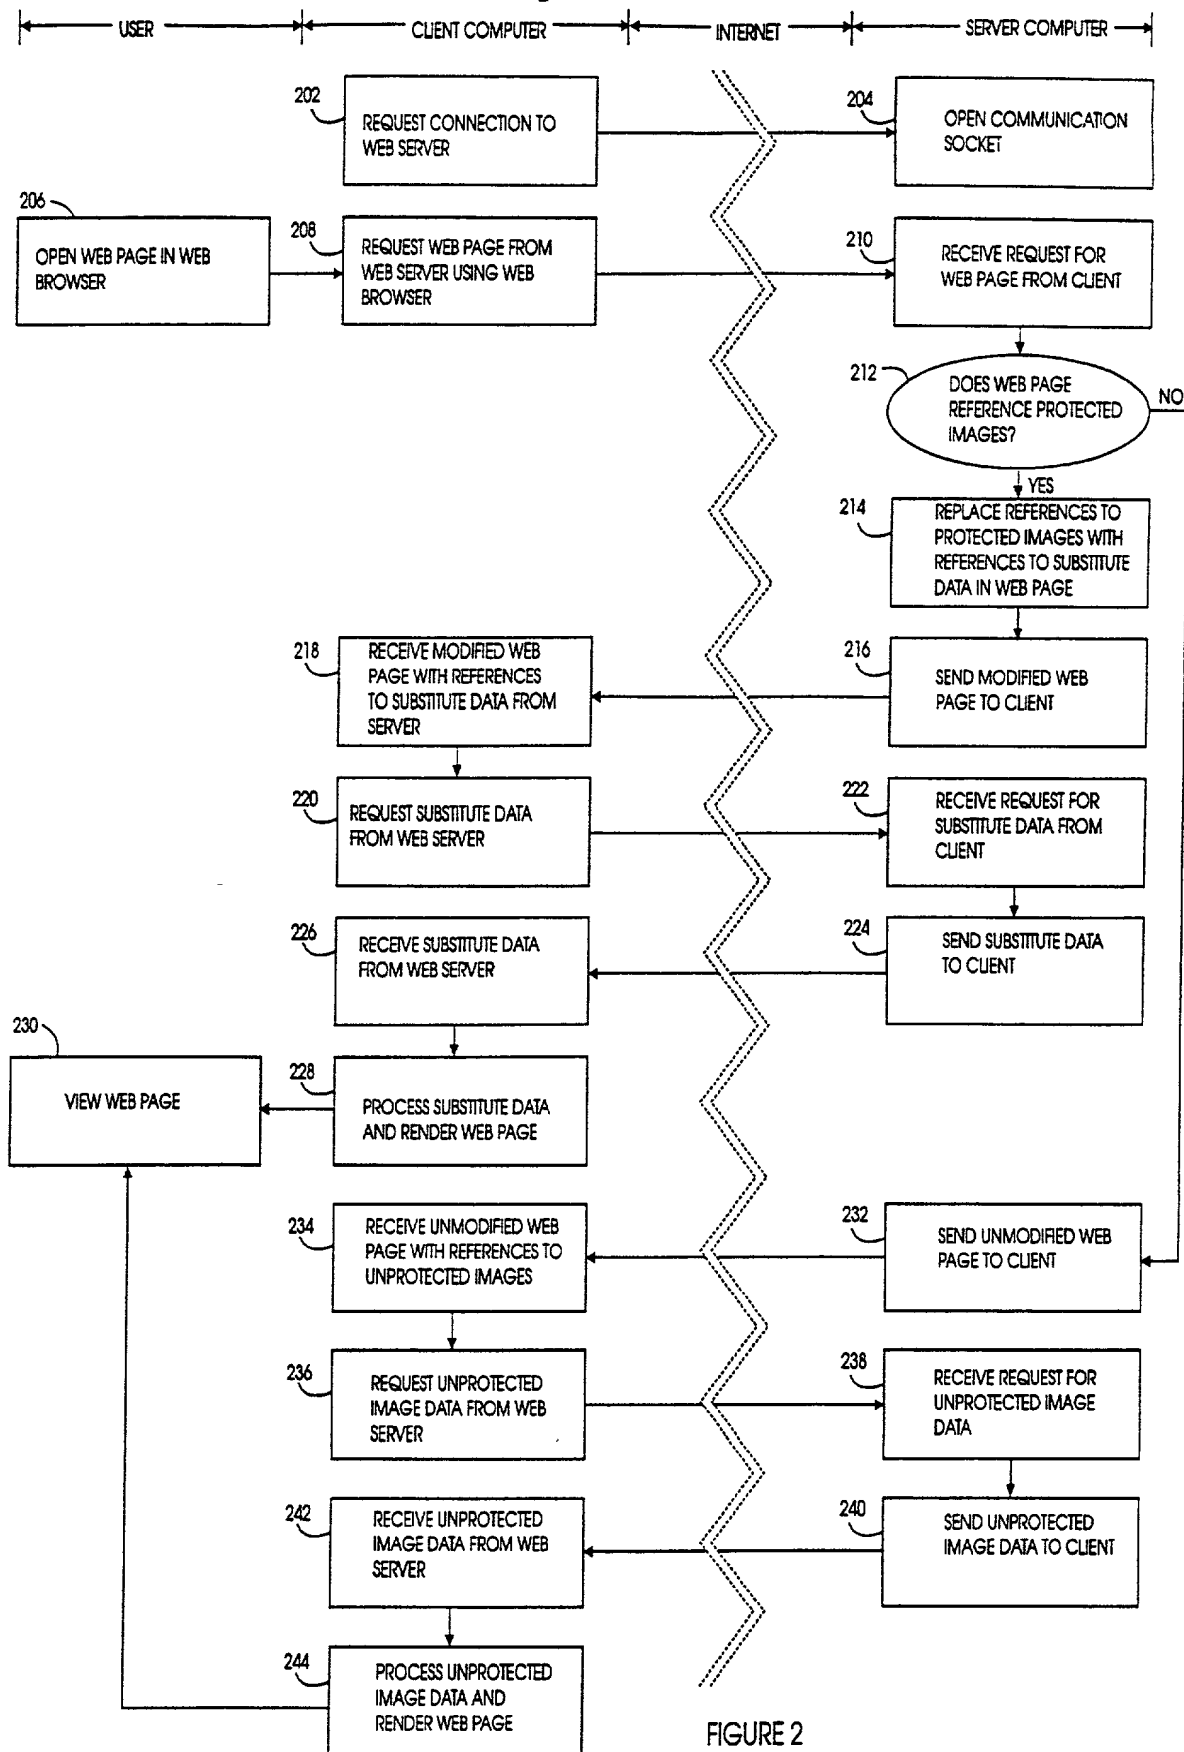 USER CLIENT COMPUTER INTERNET SERVER COMPUTER
202
REQUEST CONNECTION TO
WEB SERVER
204
OPEN COMMUNICATION
SOCKET
206
OPEN WEB PAGE IN WEB
BROWSER
208
REQUEST WEB PAGE FROM
WEB SERVER USING WEB
BROWSER
210
RECEIVE REQUEST FOR
WEB PAGE FROM CLIENT
212
DOES WEB PAGE
REFERENCE PROTECTED
IMAGES?
NO
YES
214
REPLACE REFERENCES TO
PROTECTED IMAGES WITH
REFERENCES TO SUBSTITUTE
DATA IN WEB PAGE
216
SEND MODIFIED WEB
PAGE TO CLIENT
218
RECEIVE MODIFIED WEB
PAGE WITH REFERENCES
TO SUBSTITUTE DATA FROM
SERVER
220
REQUEST SUBSTITUTE DATA
FROM WEB SERVER
222
RECEIVE REQUEST FOR
SUBSTITUTE DATA FROM
CLIENT
224
SEND SUBSTITUTE DATA
TO CLIENT
226
RECEIVE SUBSTITUTE DATA
FROM WEB SERVER
228
PROCESS SUBSTITUTE DATA
AND RENDER WEB PAGE
230
VIEW WEB PAGE
232
SEND UNMODIFIED WEB
PAGE TO CLIENT
234
RECEIVE UNMODIFIED WEB
PAGE WITH REFERENCES TO
UNPROTECTED IMAGES
236
REQUEST UNPROTECTED
IMAGE DATA FROM WEB
SERVER
238
RECEIVE REQUEST FOR
UNPROTECTED IMAGE
DATA
240
SEND UNPROTECTED
IMAGE DATA TO CLIENT
242
RECEIVE UNPROTECTED
IMAGE DATA FROM WEB
SERVER
244
PROCESS UNPROTECTED
IMAGE DATA AND
RENDER WEB PAGE
FIGURE 2